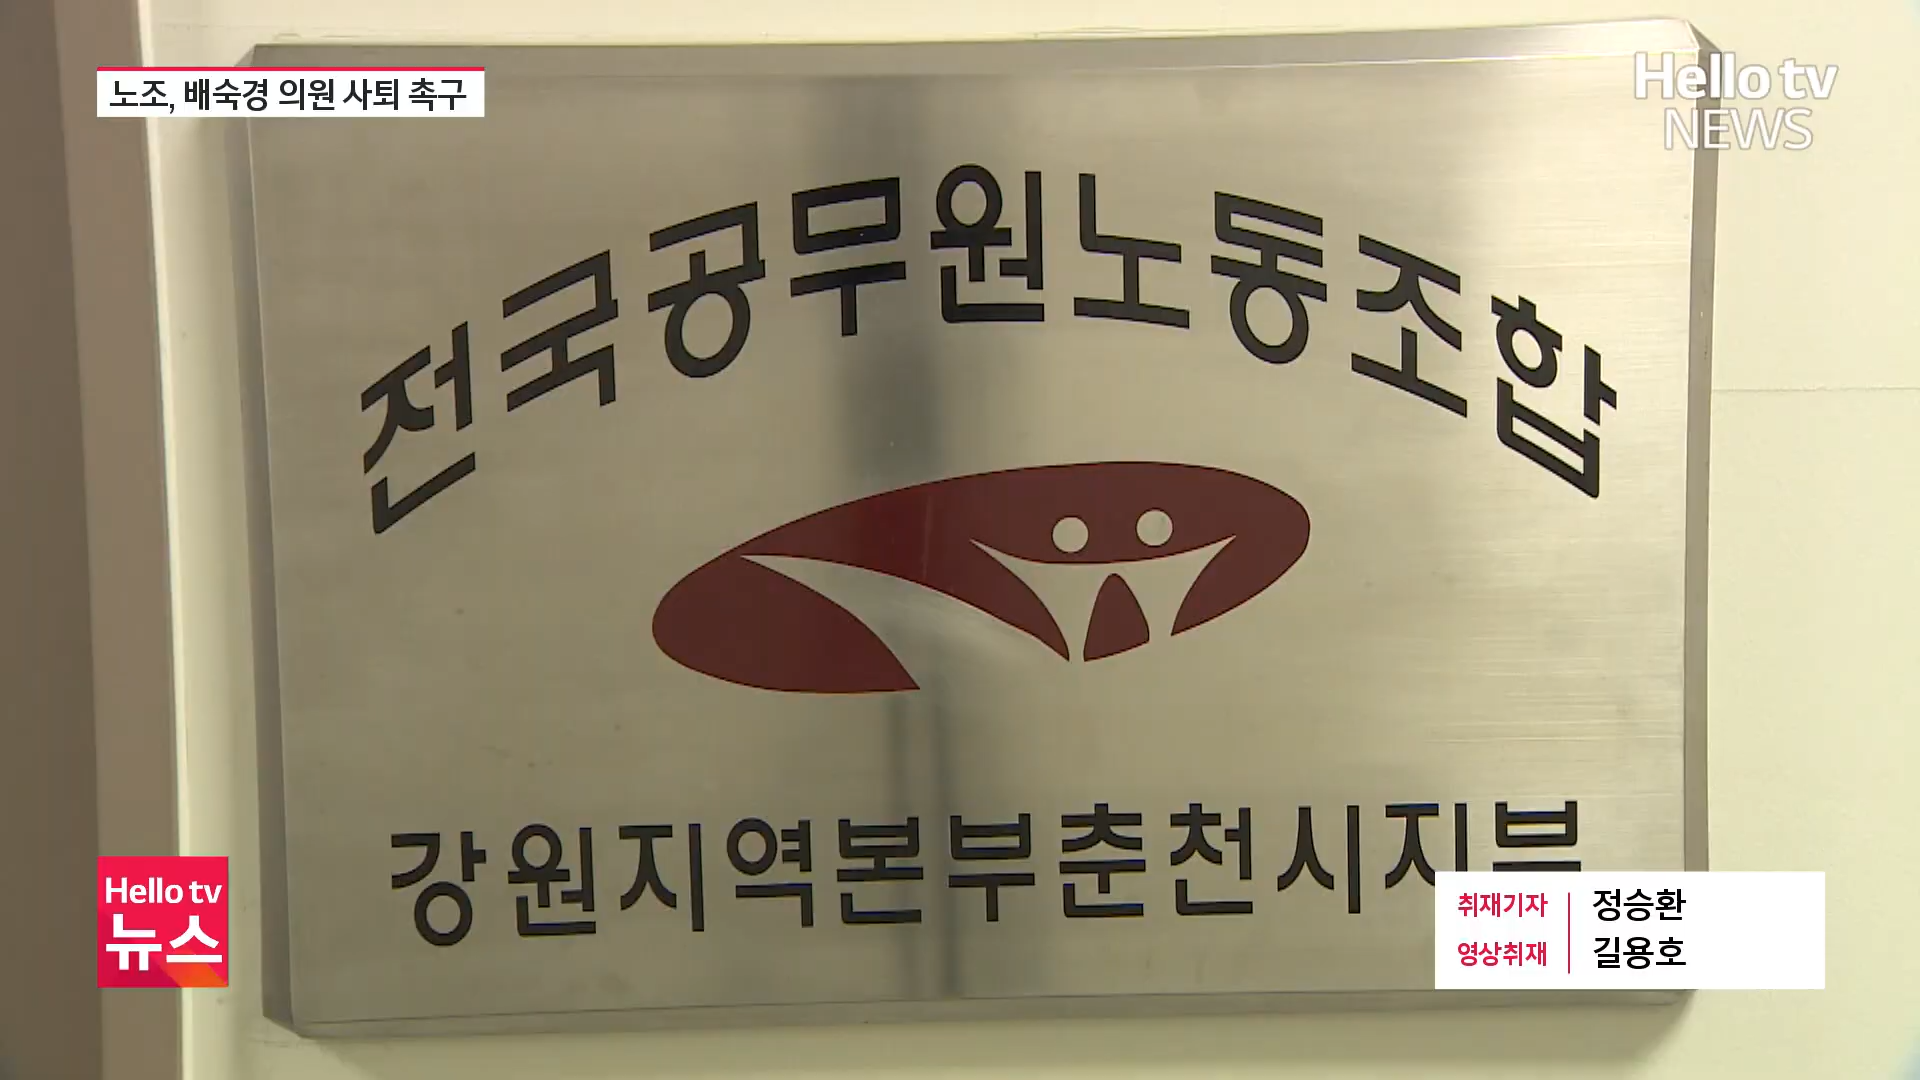 노조, 배숙경 의원 사퇴 촉구
Hello tv
NEWS
전국공무원노동조합
강원지역본부춘천시지부
Hello tv
뉴스
취재기자 정승환
영상취재 길용호